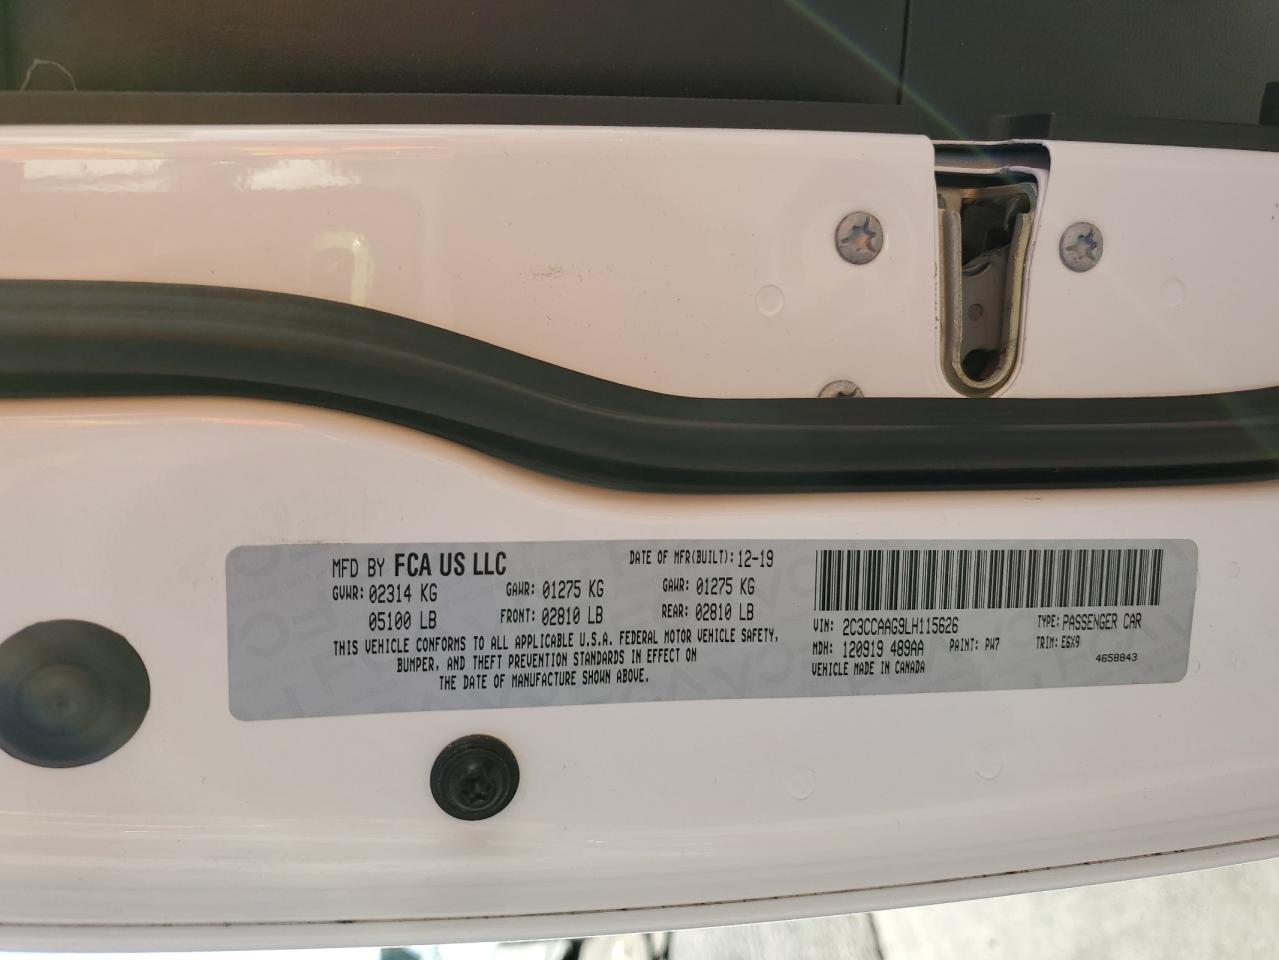 MFD BY FCA US LLC DATE OF MFR(BUILT): 12-19
GVWR: 02314 KG GAWR: 01275 KG GAWR: 01275 KG
05100 LB FRONT: 02810 LB REAR: 02810 LB
THIS VEHICLE CONFORMS TO ALL APPLICABLE U.S.A. FEDERAL MOTOR VEHICLE SAFETY,
BUMPER, AND THEFT PREVENTION STANDARDS IN EFFECT ON
THE DATE OF MANUFACTURE SHOWN ABOVE.
VIN: 2C3CCAAG9LH115626 TYPE: PASSENGER CAR
MDH: 120919 489AA PAINT: PW7 TRIM: E6X9
VEHICLE MADE IN CANADA 4658843